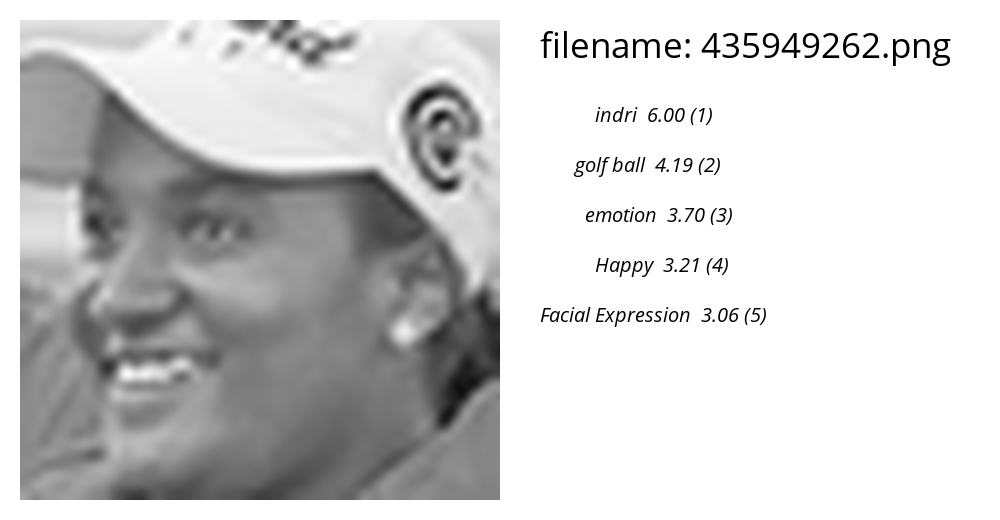 filename: 435949262.png
indri 6.00 (1)
golf ball 4.19 (2)
emotion 3.70 (3)
Happy 3.21 (4)
Facial Expression 3.06 (5)